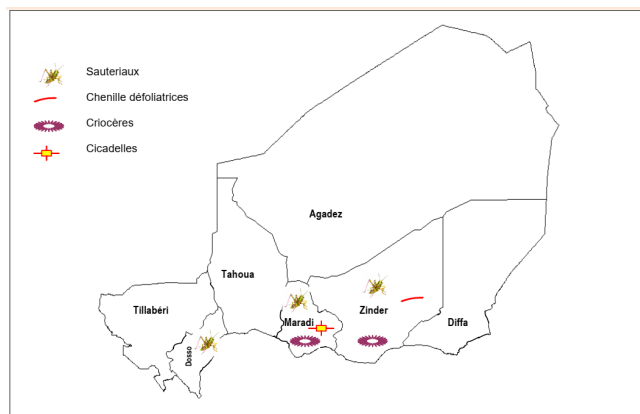 Sauteriaux
Chenille défoliatrices
Criocères
Cicadelles
Agadez
Tahoua
Tillabéri
Zinder
Maradi
Diffa
Dosso